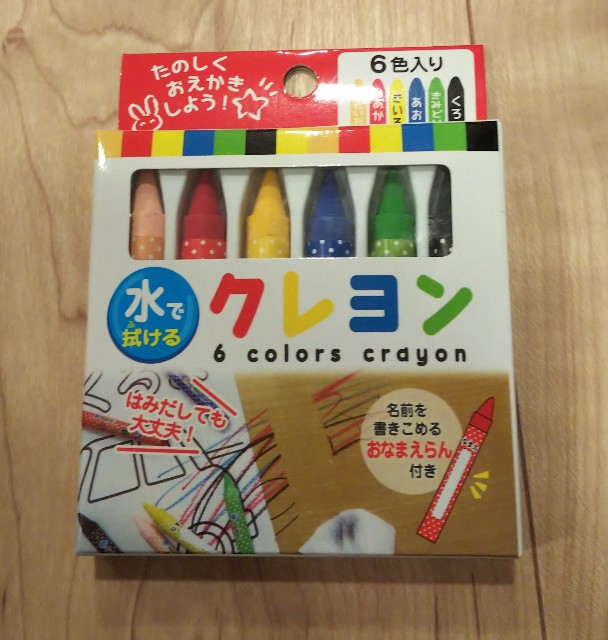 たのしく
おえかき
しよう!
6色入り
あか
きいろ
あお
きみど
くろ
水で
拭ける
ふ
クレヨン
6 colors crayon
はみだしても
大丈夫!
名前を
書きこめる
おなまえらん
付き